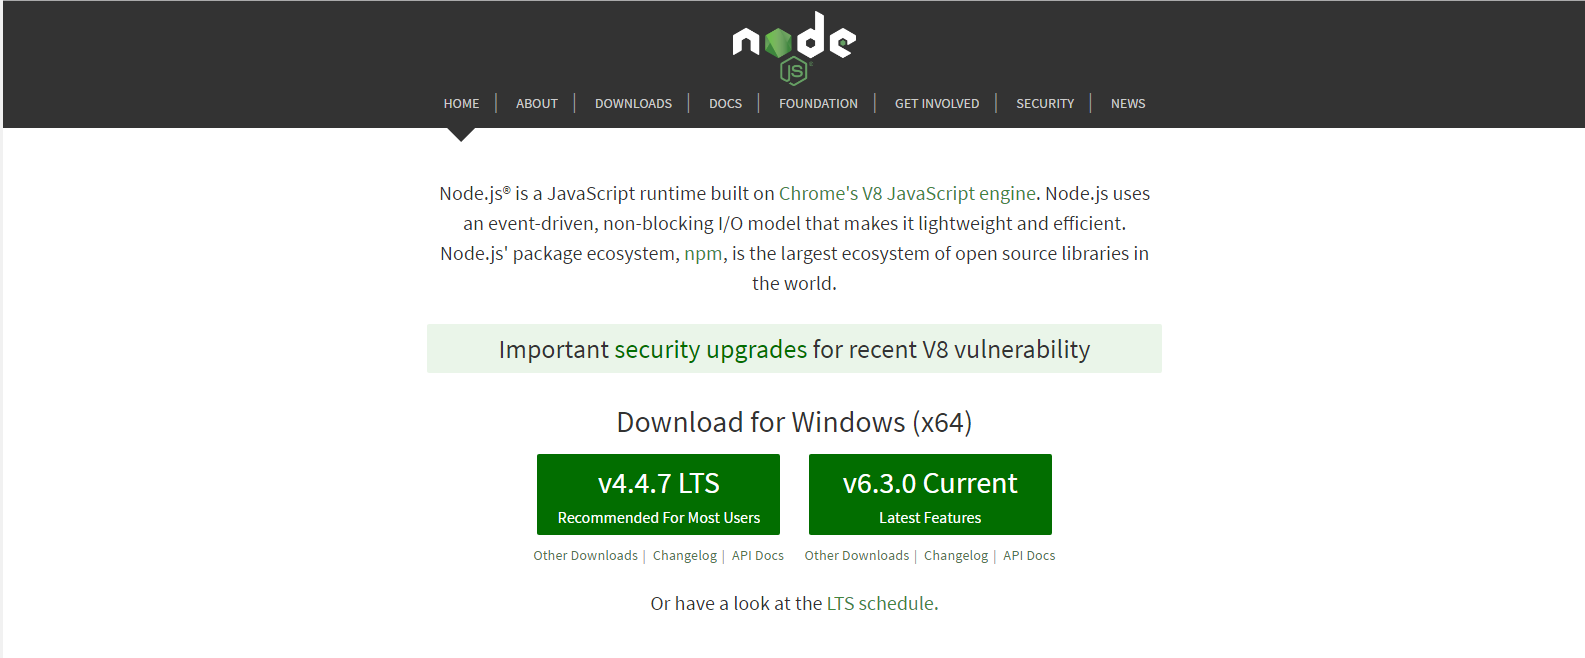 node
JS
HOME | ABOUT | DOWNLOADS | DOCS | FOUNDATION | GET INVOLVED | SECURITY | NEWS
Node.js® is a JavaScript runtime built on Chrome's V8 JavaScript engine. Node.js uses
an event-driven, non-blocking I/O model that makes it lightweight and efficient.
Node.js' package ecosystem, npm, is the largest ecosystem of open source libraries in
the world.
Important security upgrades for recent V8 vulnerability
Download for Windows (x64)
v4.4.7 LTS
Recommended For Most Users
v6.3.0 Current
Latest Features
Other Downloads | Changelog | API Docs
Other Downloads | Changelog | API Docs
Or have a look at the LTS schedule.